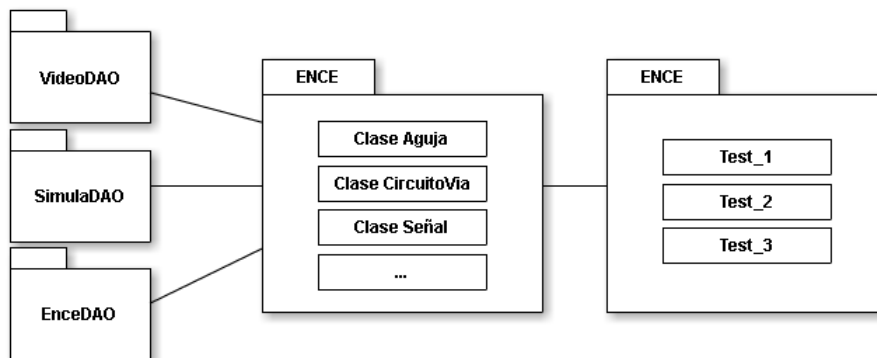 VideoDAO
SimulaDAO
EnceDAO
ENCE
Clase Aguja
Clase CircuitoVia
Clase Señal
...
ENCE
Test_1
Test_2
Test_3